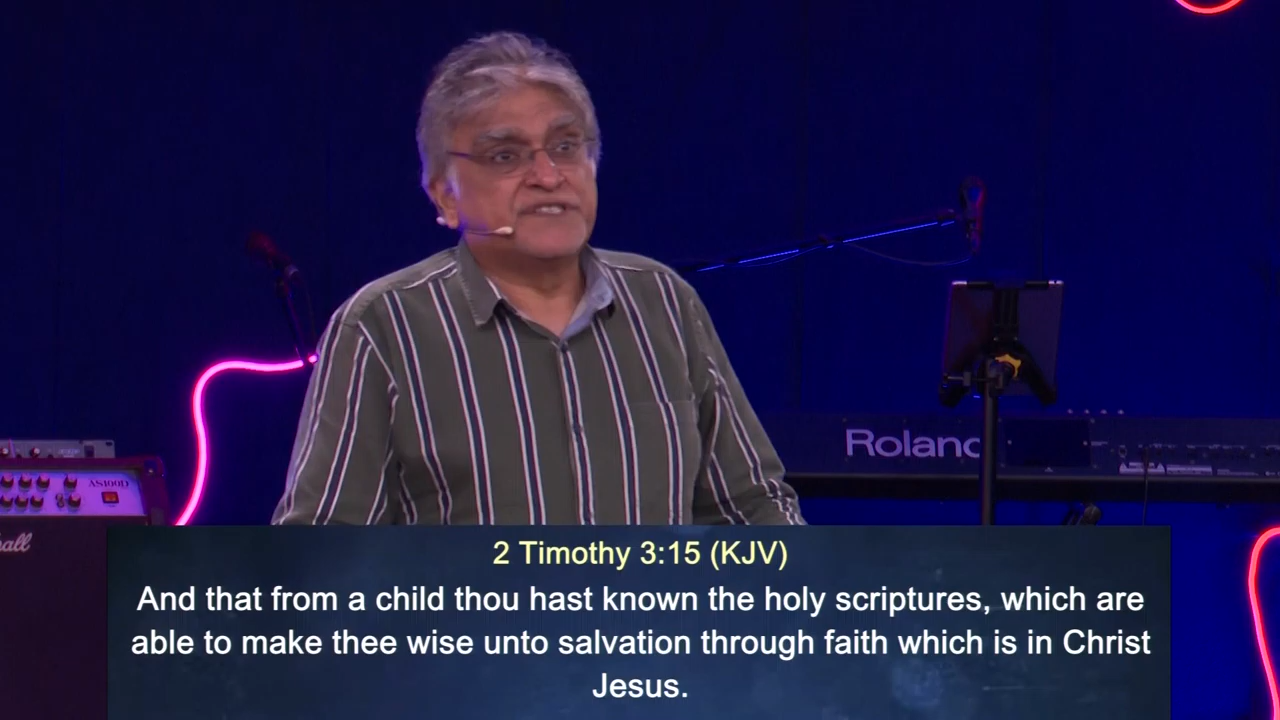 Roland
AS100D
2 Timothy 3:15 (KJV)
And that from a child thou hast known the holy scriptures, which are
able to make thee wise unto salvation through faith which is in Christ
Jesus.